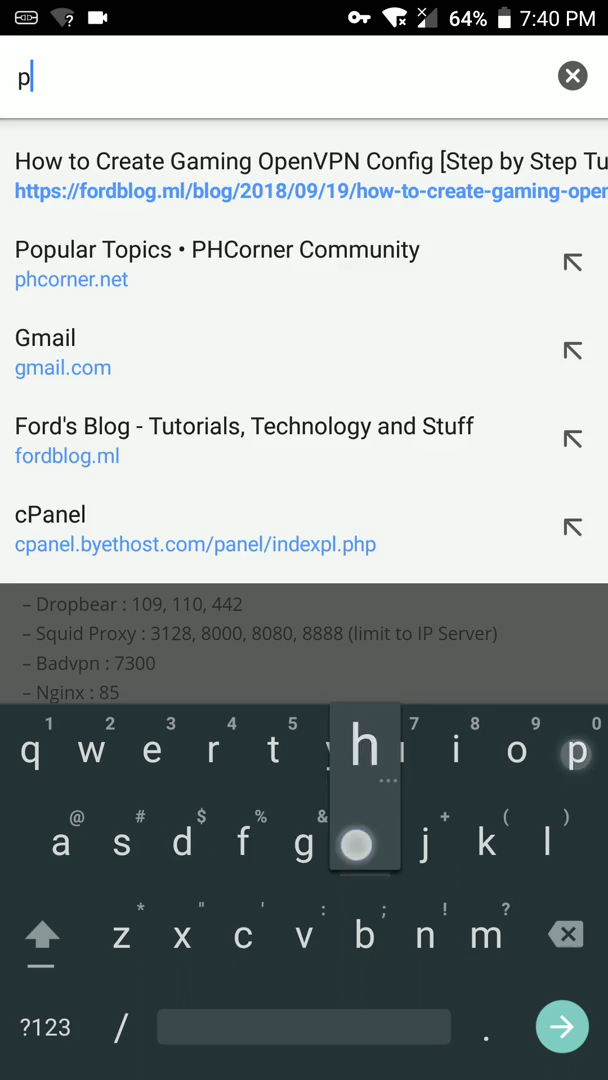 64% 7:40 PM
p
How to Create Gaming OpenVPN Config [Step by Step Tu
https://fordblog.ml/blog/2018/09/19/how-to-create-gaming-open
Popular Topics • PHCorner Community
phcorner.net
Gmail
gmail.com
Ford's Blog - Tutorials, Technology and Stuff
fordblog.ml
cPanel
cpanel.byethost.com/panel/indexpl.php
– Dropbear : 109, 110, 442
– Squid Proxy : 3128, 8000, 8080, 8888 (limit to IP Server)
– Badvpn : 7300
– Nginx : 85
1 2 3 4 5 7 8 9 0
q w e r t h i o p
@ # $ % & + ( )
a s d f g j k l
* " ' : ; ! ?
z x c v b n m
?123 / .